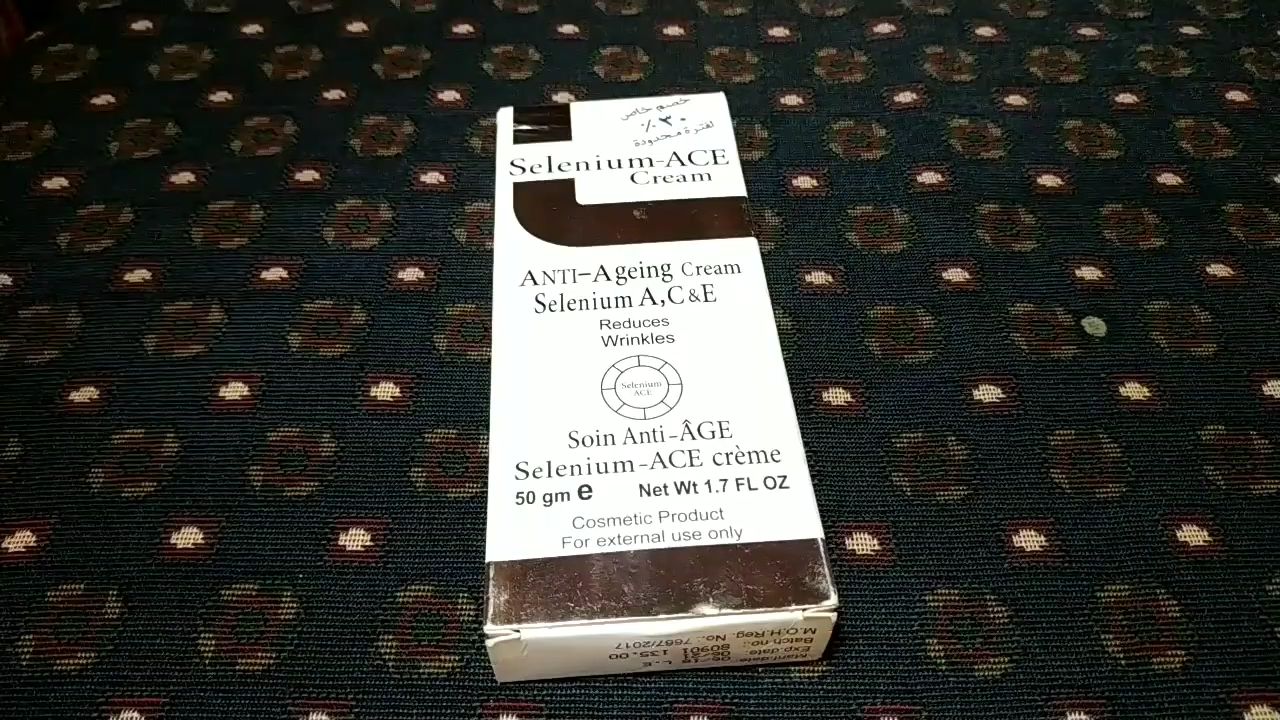 خصم خاص
٪٣٠
لفترة محدودة
Selenium-ACE
Cream
ANTI-Ageing Cream
Selenium A,C&E
Reduces
Wrinkles
Selenium
ACE
Soin Anti-ÂGE
Selenium-ACE crème
50 gm e Net Wt 1.7 FL OZ
Cosmetic Product
For external use only
M.O.H.Reg. No.: 7667/2017
Batch no.: 80901
Exp.date
Manf.date L.E 135.00